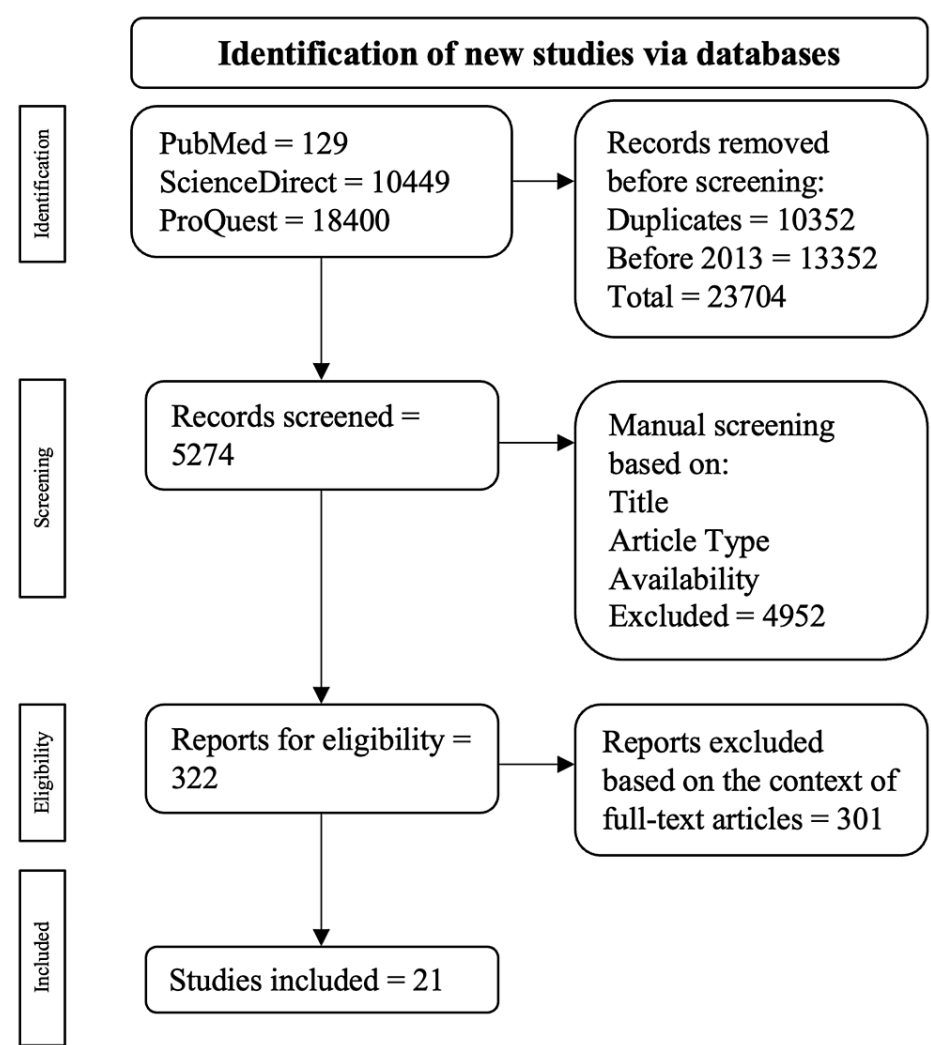 Identification of new studies via databases
Identification
PubMed = 129
ScienceDirect = 10449
ProQuest = 18400
Records removed
before screening:
Duplicates = 10352
Before 2013 = 13352
Total = 23704
Screening
Records screened =
5274
Manual screening
based on:
Title
Article Type
Availability
Excluded = 4952
Eligibility
Reports for eligibility =
322
Reports excluded
based on the context of
full-text articles = 301
Included
Studies included = 21